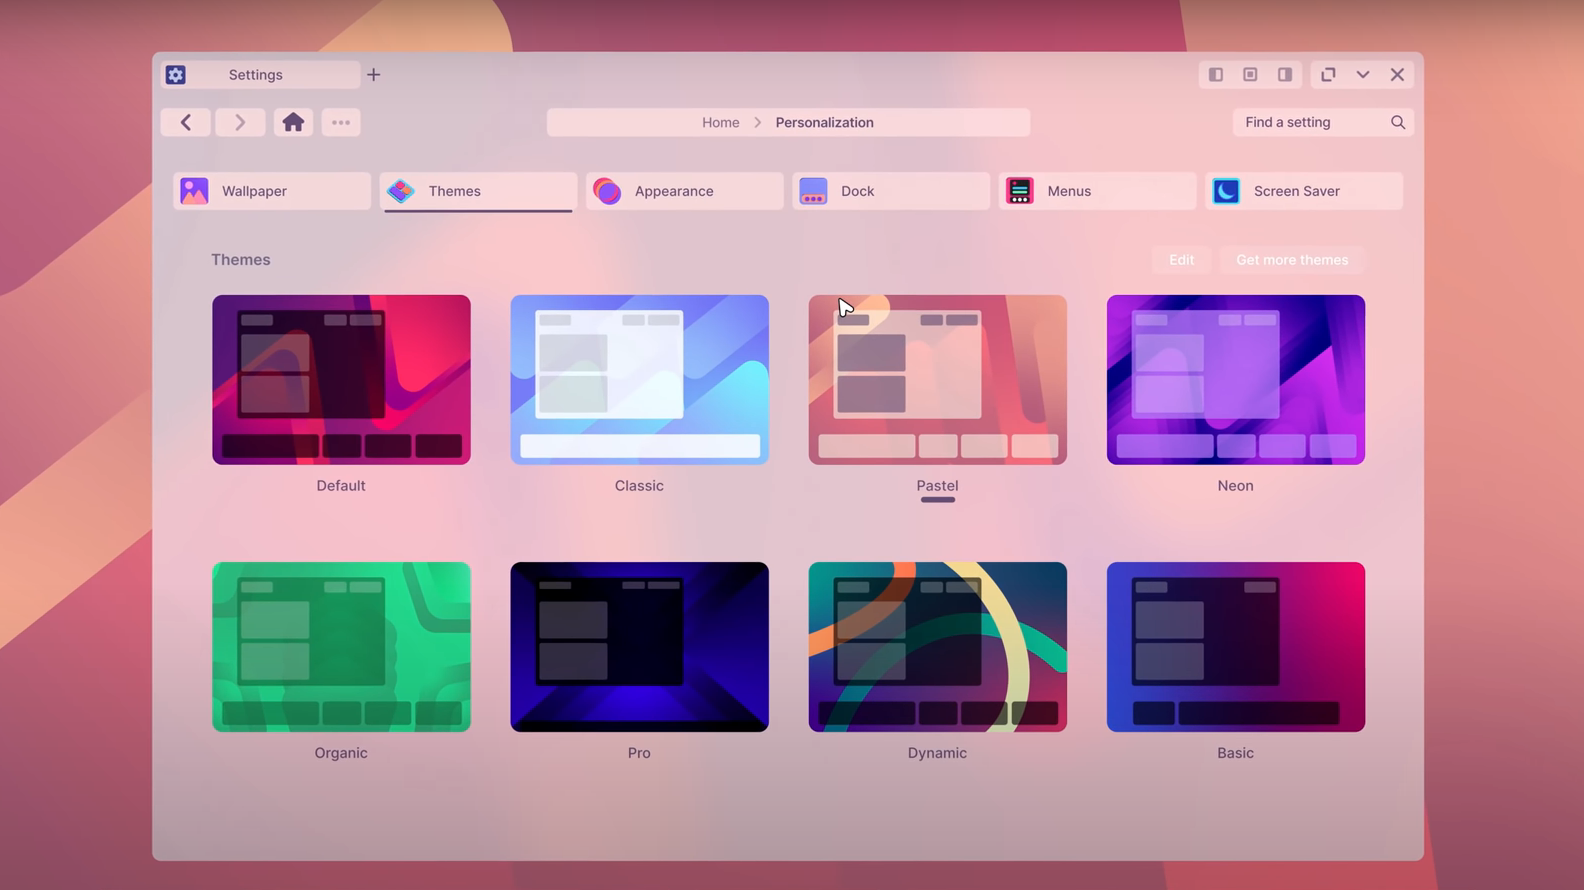 Settings
Home > Personalization
Find a setting
Wallpaper
Themes
Appearance
Dock
Menus
Screen Saver
Themes
Edit
Get more themes
Default
Classic
Pastel
Neon
Organic
Pro
Dynamic
Basic